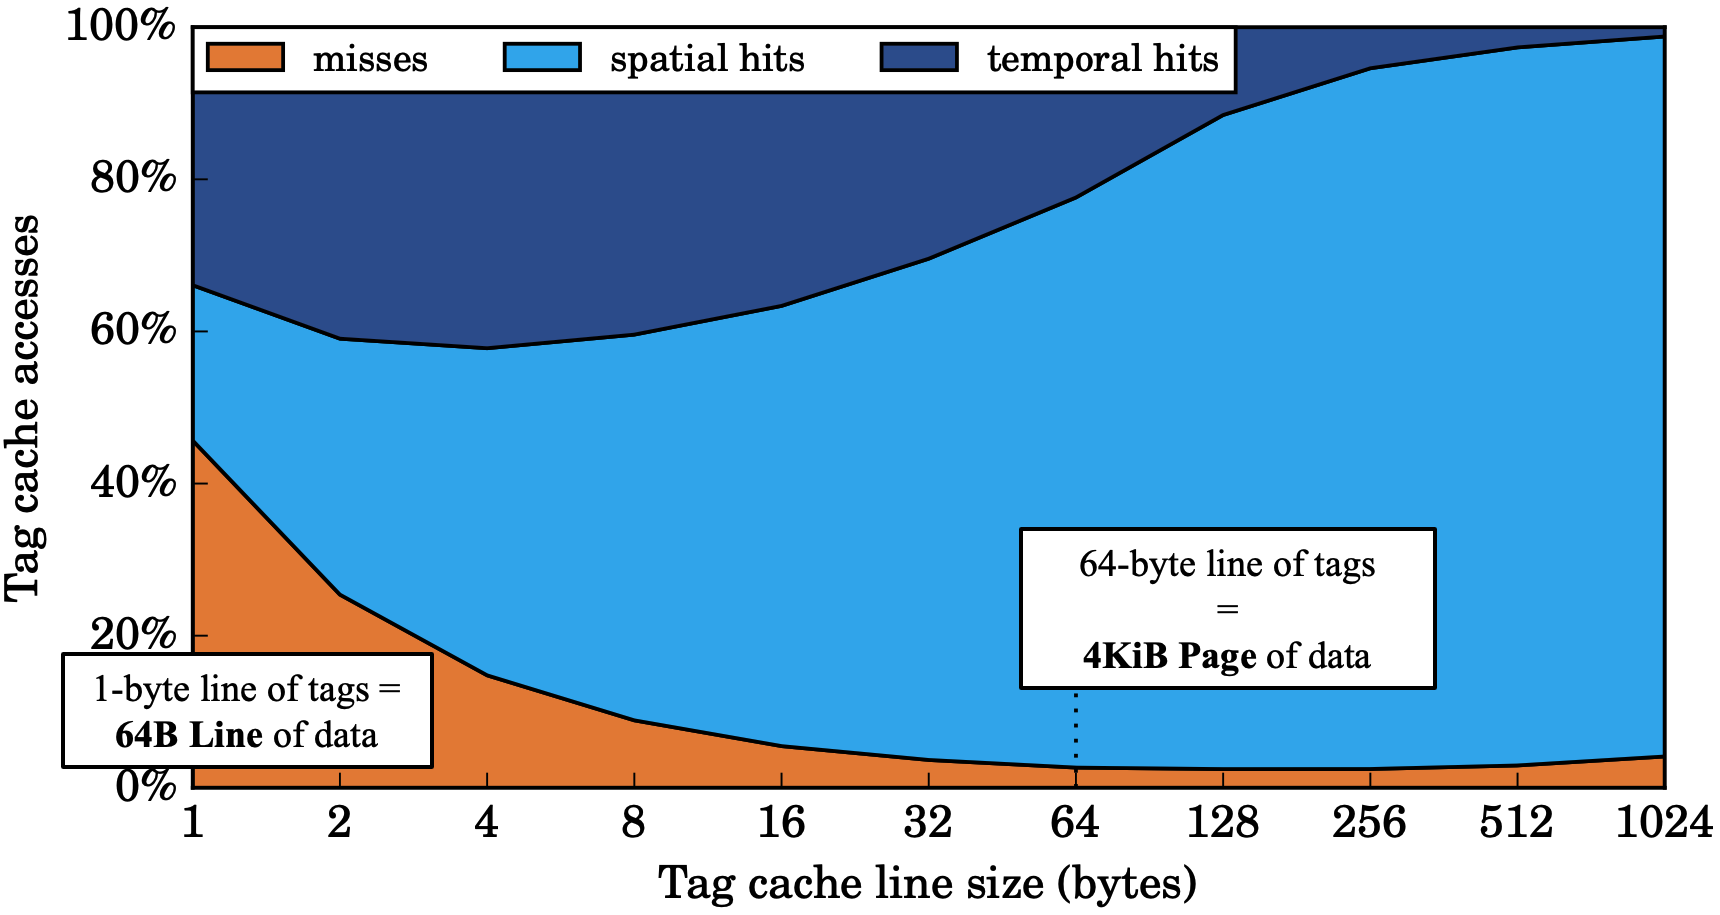 100%
misses spatial hits temporal hits
80%
60%
40%
20%
0%
Tag cache accesses
1-byte line of tags =
64B Line of data
64-byte line of tags
=
4KiB Page of data
1 2 4 8 16 32 64 128 256 512 1024
Tag cache line size (bytes)